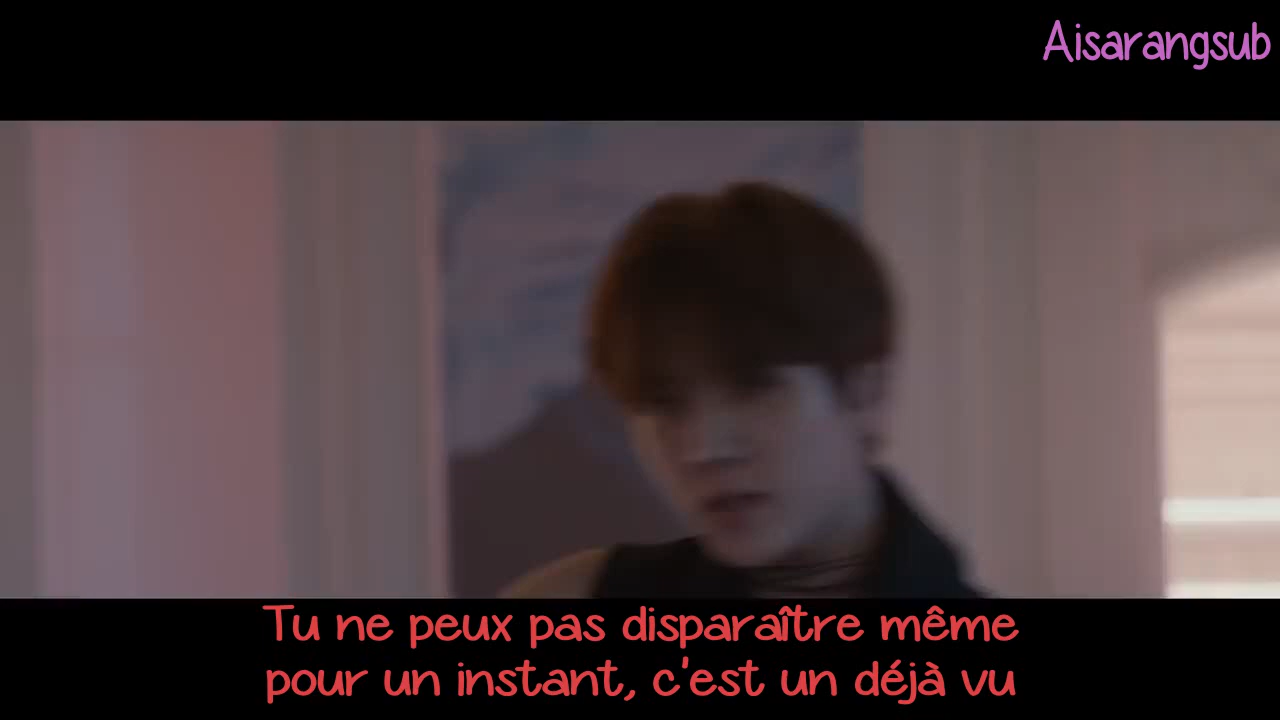 Aisarangsub
Tu ne peux pas disparaître même
pour un instant, c'est un déjà vu